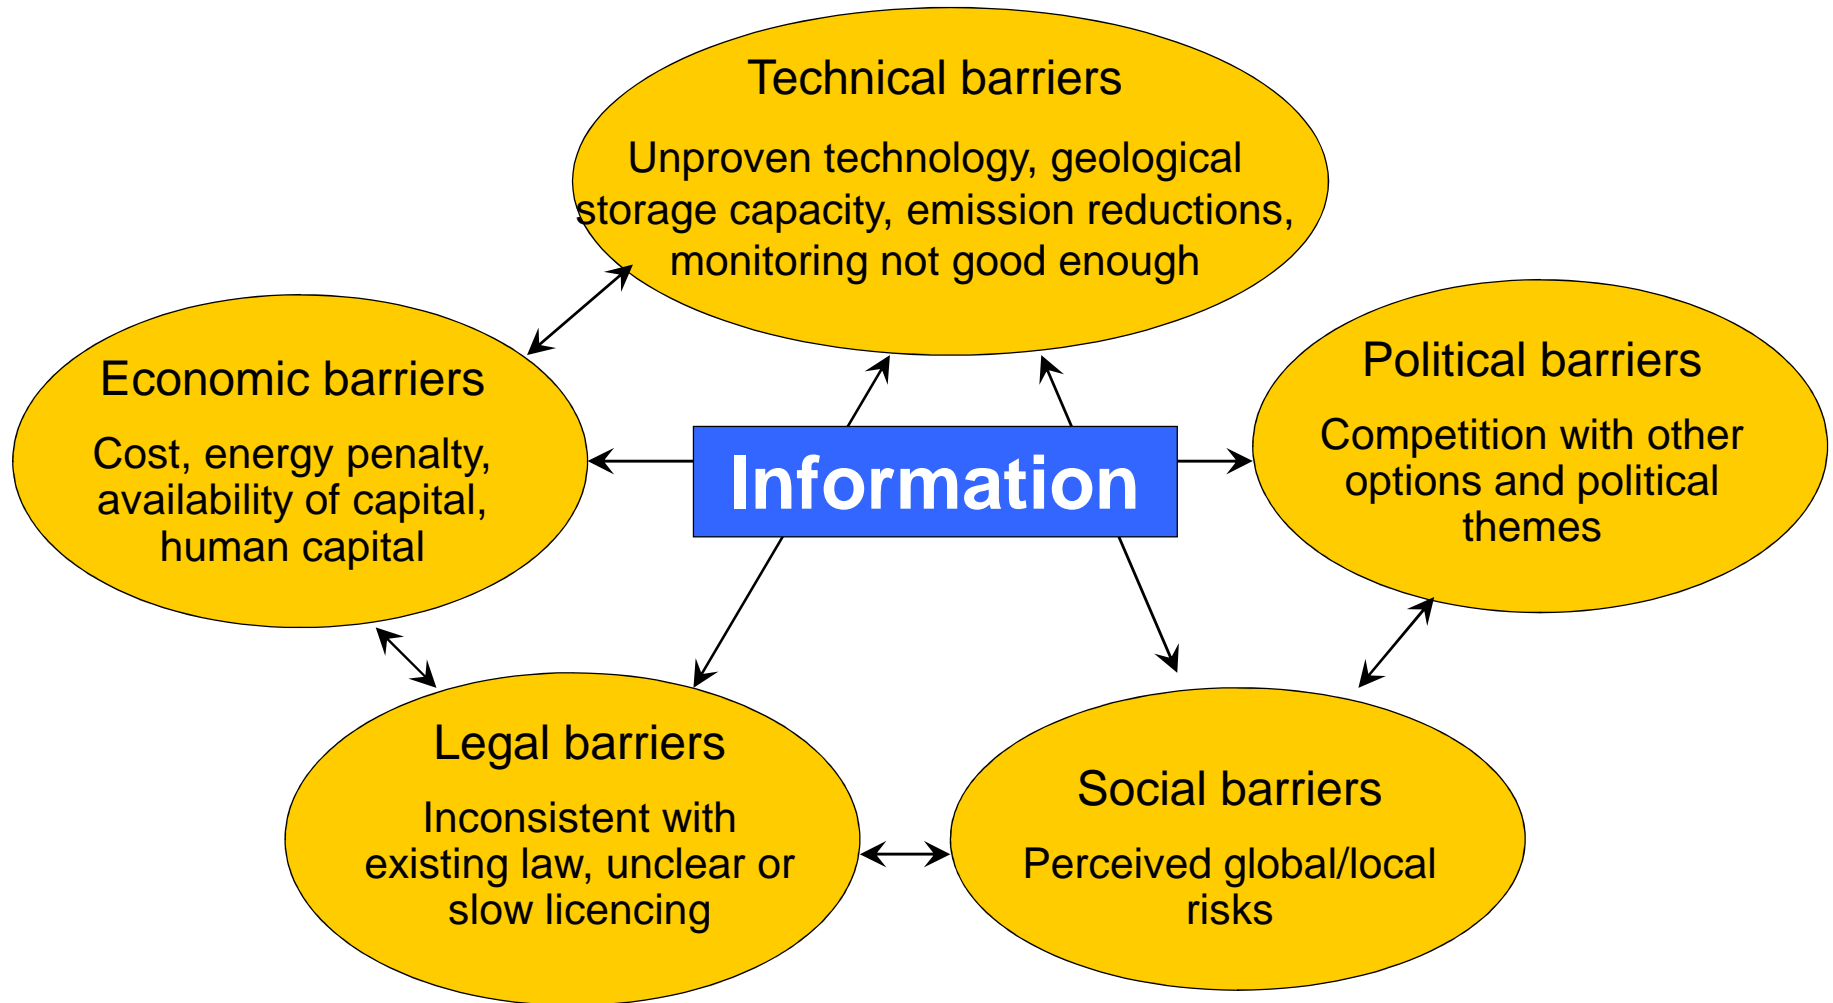 Technical barriers
Unproven technology, geological
storage capacity, emission reductions,
monitoring not good enough
Economic barriers
Cost, energy penalty,
availability of capital,
human capital
Information
Political barriers
Competition with other
options and political
themes
Legal barriers
Inconsistent with
existing law, unclear or
slow licencing
Social barriers
Perceived global/local
risks